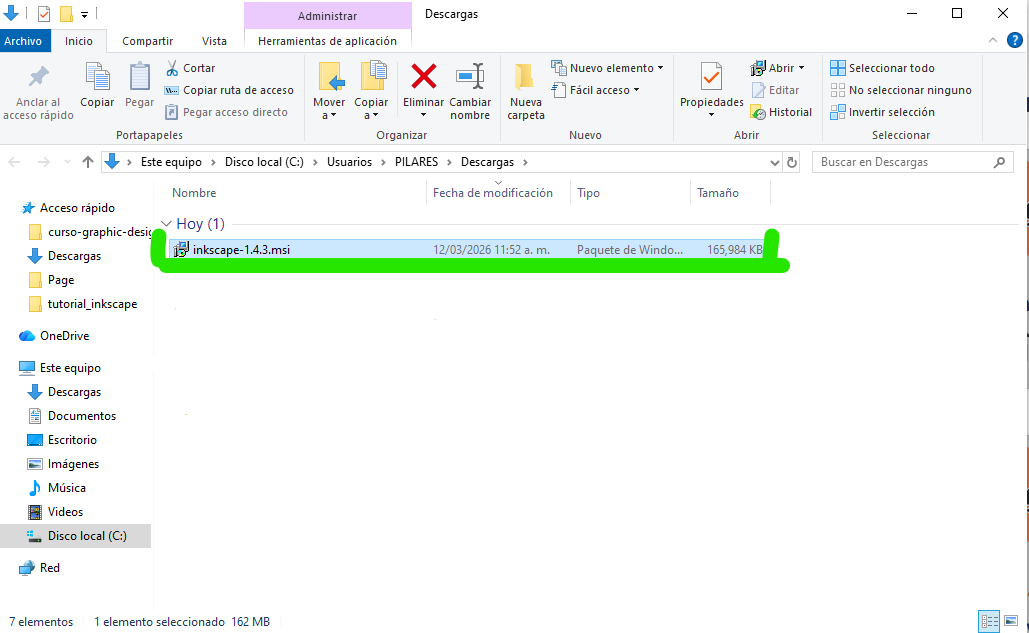 Administrar
Descargas
Archivo
Inicio
Compartir
Vista
Herramientas de aplicación
Anclar al acceso rápido
Copiar
Pegar
Cortar
Copiar ruta de acceso
Pegar acceso directo
Portapapeles
Mover a
Copiar a
Eliminar
Cambiar nombre
Organizar
Nueva carpeta
Nuevo elemento
Fácil acceso
Nuevo
Propiedades
Abrir
Editar
Historial
Abrir
Seleccionar todo
No seleccionar ninguno
Invertir selección
Seleccionar
Este equipo > Disco local (C:) > Usuarios > PILARES > Descargas >
Buscar en Descargas
Nombre
Fecha de modificación
Tipo
Tamaño
Hoy (1)
inkscape-1.4.3.msi 12/03/2026 11:52 a. m. Paquete de Windo... 165,984 KB
Acceso rápido
curso-graphic-desig
Descargas
Page
tutorial_inkscape
OneDrive
Este equipo
Descargas
Documentos
Escritorio
Imágenes
Música
Videos
Disco local (C:)
Red
7 elementos
1 elemento seleccionado 162 MB